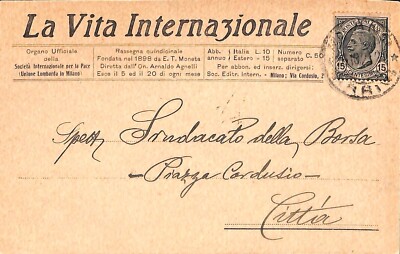 La Vita Internazionale
Organo Ufficiale
della
Società Internazionale per la Pace
(Unione Lombarda in Milano)
Rassegna quindicinale
Fondata nel 1898 da E. T. Moneta
Diretta dall'On. Arnaldo Agnelli
Esce il 5 ed il 20 di ogni mese
Abb. Italia L. 10
annuo Estero - 15
Numero
separato C. 50
Per abbon. ed inserz. dirigersi:
Soc. Editr. Intern. - Milano; Via Cordusio, 2
15 15
Spett. Sindacato della Borsa
- Piazza Cordusio -
Città